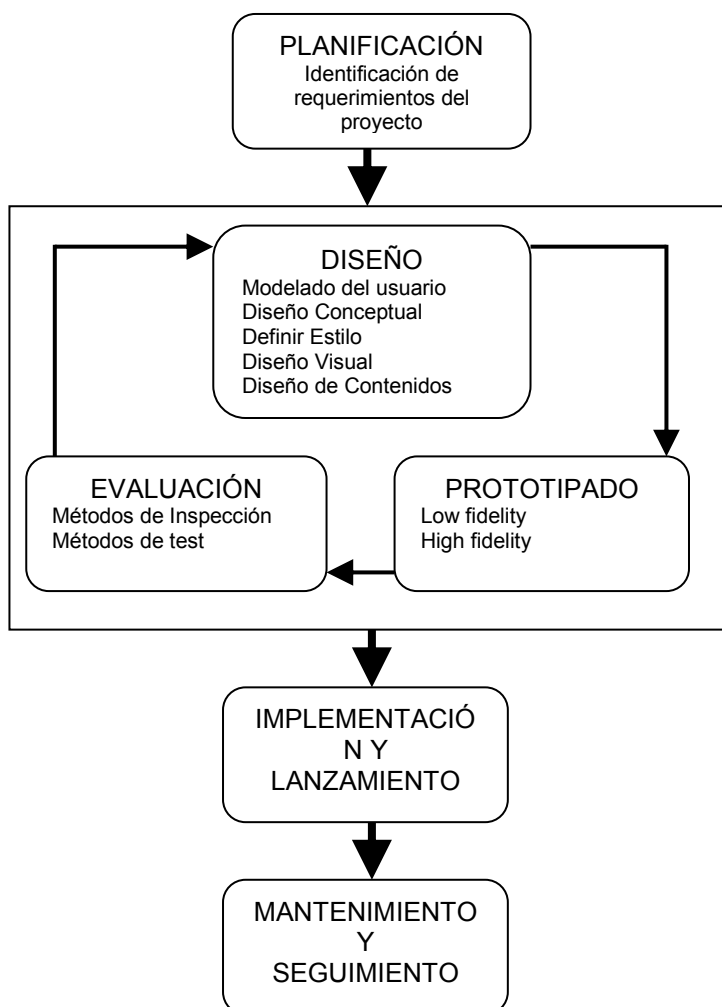 PLANIFICACIÓN
Identificación de
requerimientos del
proyecto
DISEÑO
Modelado del usuario
Diseño Conceptual
Definir Estilo
Diseño Visual
Diseño de Contenidos
EVALUACIÓN
Métodos de Inspección
Métodos de test
PROTOTIPADO
Low fidelity
High fidelity
IMPLEMENTACIÓ
N Y
LANZAMIENTO
MANTENIMIENTO
Y
SEGUIMIENTO